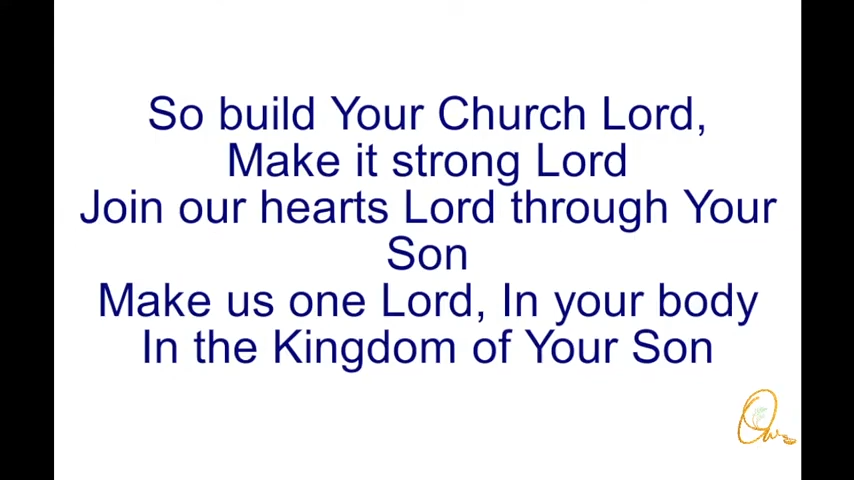 So build Your Church Lord,
Make it strong Lord
Join our hearts Lord through Your
Son
Make us one Lord, In your body
In the Kingdom of Your Son